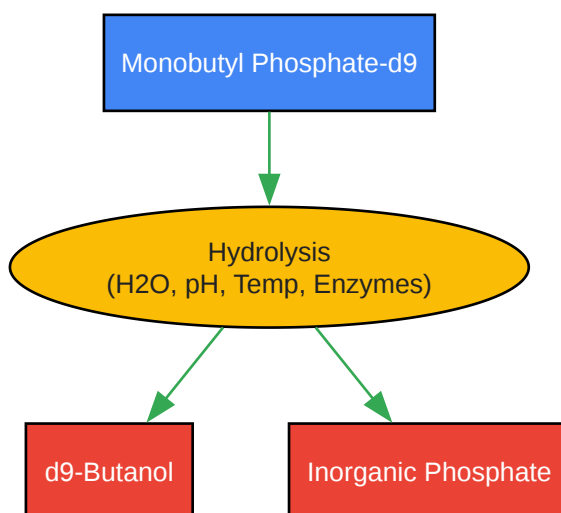 Monobutyl Phosphate-d9
Hydrolysis
(H2O, pH, Temp, Enzymes)
d9-Butanol
Inorganic Phosphate